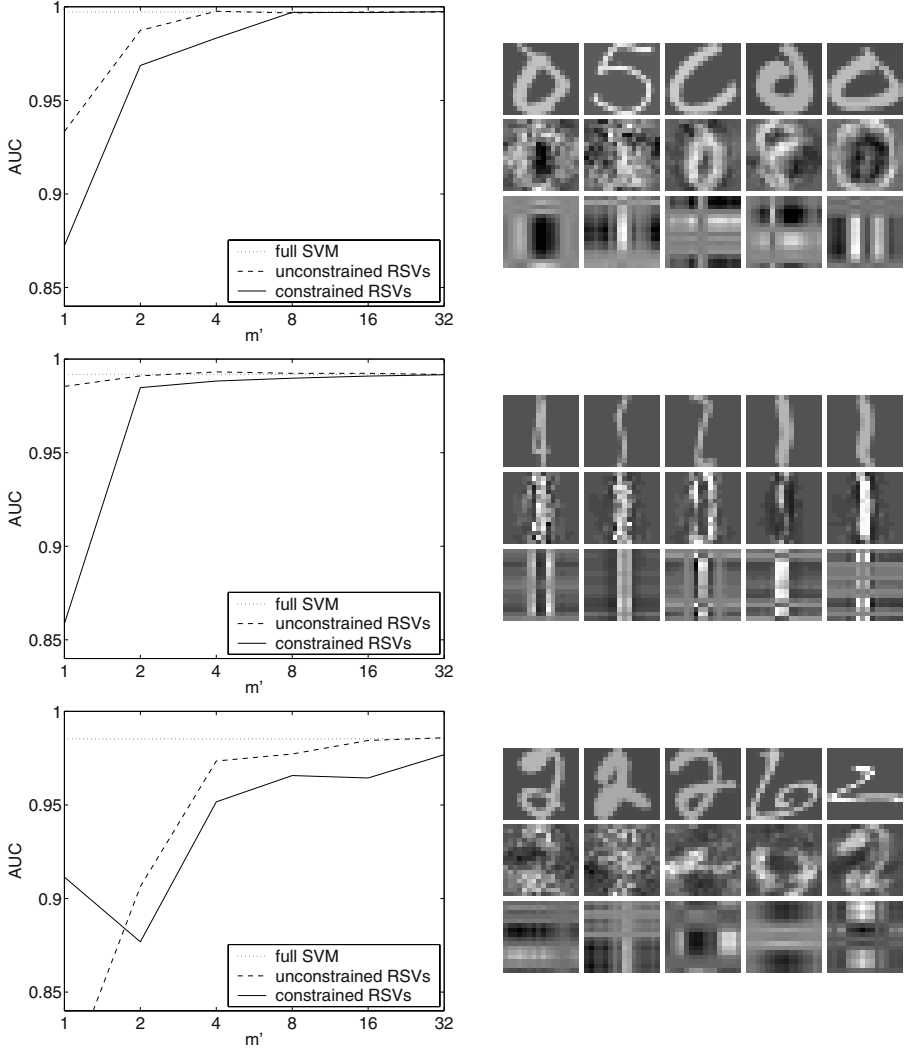 1
0.95
AUC
0.9
0.85
full SVM
unconstrained RSVs
constrained RSVs
1 2 4 8 16 32
m’
1
0.95
AUC
0.9
0.85
full SVM
unconstrained RSVs
constrained RSVs
1 2 4 8 16 32
m’
1
0.95
AUC
0.9
0.85
full SVM
unconstrained RSVs
constrained RSVs
1 2 4 8 16 32
m’